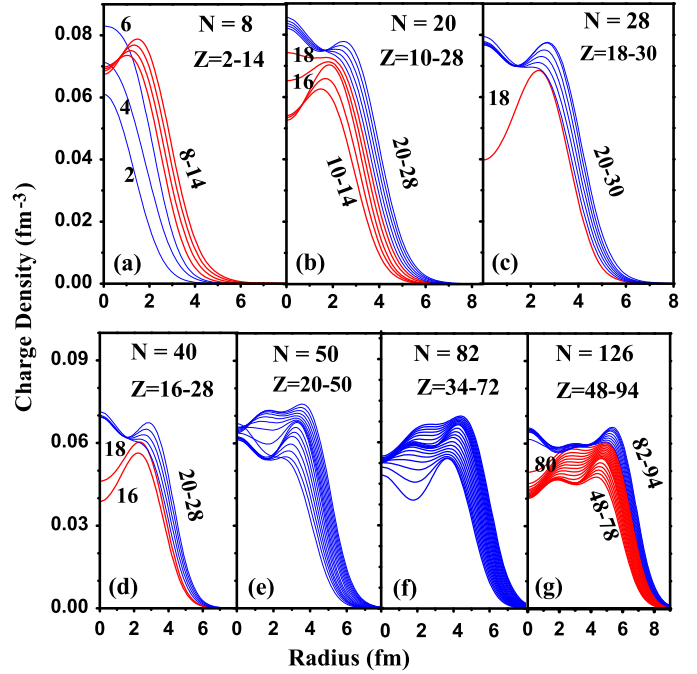 N = 8
Z=2-14
6
4
2
8-14
(a)
N = 20
Z=10-28
18
16
10-14
20-28
(b)
N = 28
Z=18-30
18
20-30
(c)
0.08
0.06
0.04
0.02
0.00
0 2 4 6 8
0 2 4 6 8
0 2 4 6 8
Charge Density (fm-3)
N = 40
Z=16-28
18
16
20-28
(d)
N = 50
Z=20-50
(e)
N = 82
Z=34-72
(f)
N = 126
Z=48-94
80
82-94
48-78
(g)
0.09
0.06
0.03
0.00
0 2 4 6
0 2 4 6
0 2 4 6
0 2 4 6 8
Radius (fm)